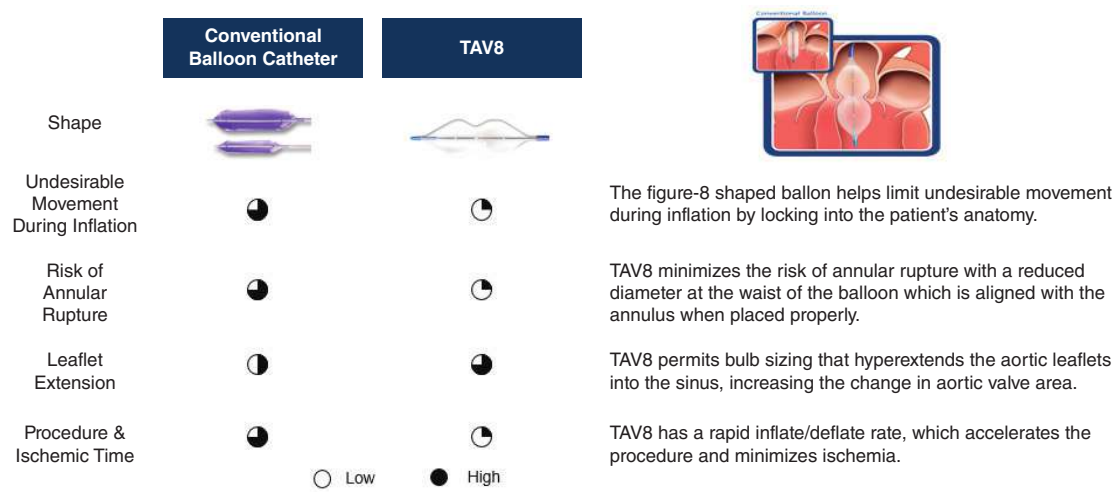 Conventional Balloon
Conventional
Balloon Catheter
TAV8
Shape
Undesirable
Movement
During Inflation
The figure-8 shaped ballon helps limit undesirable movement
during inflation by locking into the patient's anatomy.
Risk of
Annular
Rupture
TAV8 minimizes the risk of annular rupture with a reduced
diameter at the waist of the balloon which is aligned with the
annulus when placed properly.
Leaflet
Extension
TAV8 permits bulb sizing that hyperextends the aortic leaflets
into the sinus, increasing the change in aortic valve area.
Procedure &
Ischemic Time
TAV8 has a rapid inflate/deflate rate, which accelerates the
procedure and minimizes ischemia.
Low
High